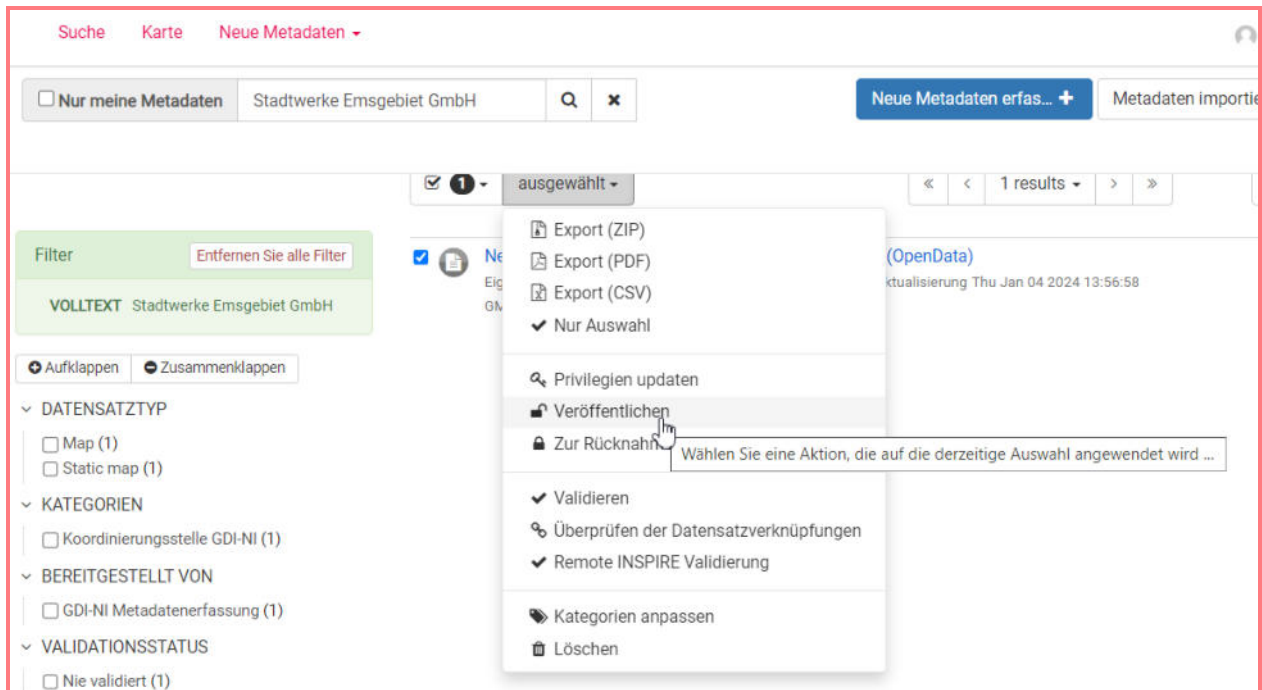 Suche Karte Neue Metadaten
Nur meine Metadaten Stadtwerke Emsgebiet GmbH Neue Metadaten erfas... Metadaten importie
1 ausgewählt « < 1 results > »
Filter Entfernen Sie alle Filter
VOLLTEXT Stadtwerke Emsgebiet GmbH
Aufklappen Zusammenklappen
DATENSATZTYP
Map (1)
Static map (1)
KATEGORIEN
Koordinierungsstelle GDI-NI (1)
BEREITGESTELLT VON
GDI-NI Metadatenerfassung (1)
VALIDATIONSSTATUS
Nie validiert (1)
Ne (OpenData)
Eig ktualisierung Thu Jan 04 2024 13:56:58
GM
Export (ZIP)
Export (PDF)
Export (CSV)
Nur Auswahl
Privilegien updaten
Veröffentlichen
Zur Rücknahm
Wählen Sie eine Aktion, die auf die derzeitige Auswahl angewendet wird ...
Validieren
Überprüfen der Datensatzverknüpfungen
Remote INSPIRE Validierung
Kategorien anpassen
Löschen